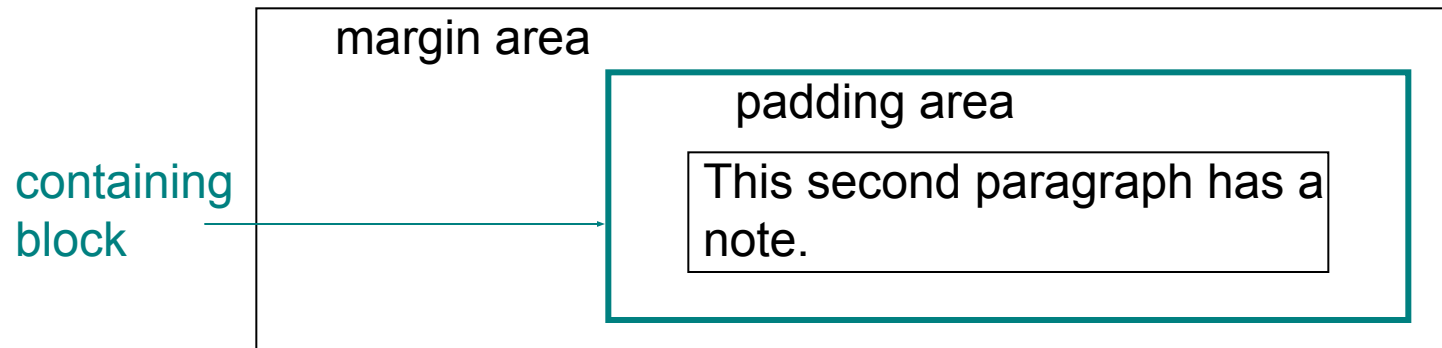 margin area
padding area
containing
block
This second paragraph has a
note.